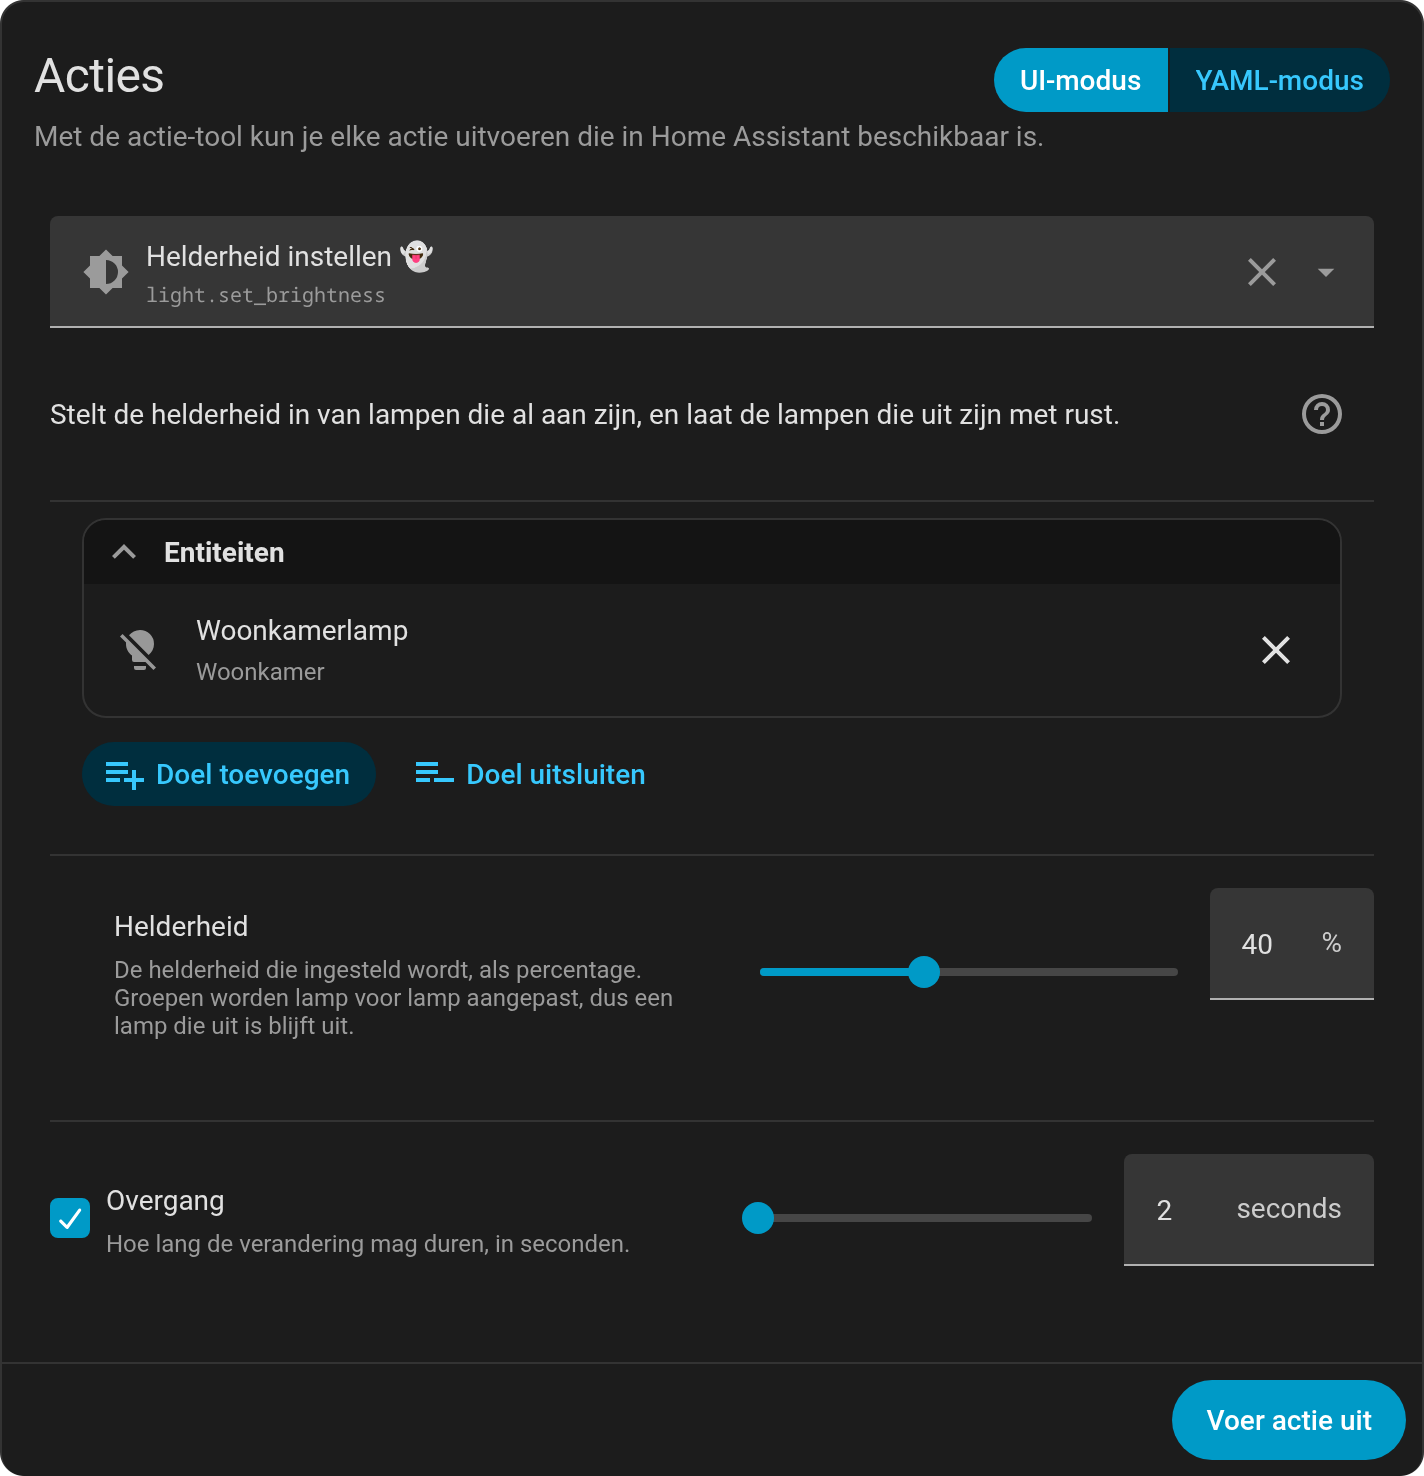 Acties
UI-modus
YAML-modus
Met de actie-tool kun je elke actie uitvoeren die in Home Assistant beschikbaar is.
Helderheid instellen 👻
light.set_brightness
Stelt de helderheid in van lampen die al aan zijn, en laat de lampen die uit zijn met rust.
Entiteiten
Woonkamerlamp
Woonkamer
Doel toevoegen
Doel uitsluiten
Helderheid
De helderheid die ingesteld wordt, als percentage.
Groepen worden lamp voor lamp aangepast, dus een
lamp die uit is blijft uit.
40 %
Overgang
Hoe lang de verandering mag duren, in seconden.
2 seconds
Voer actie uit